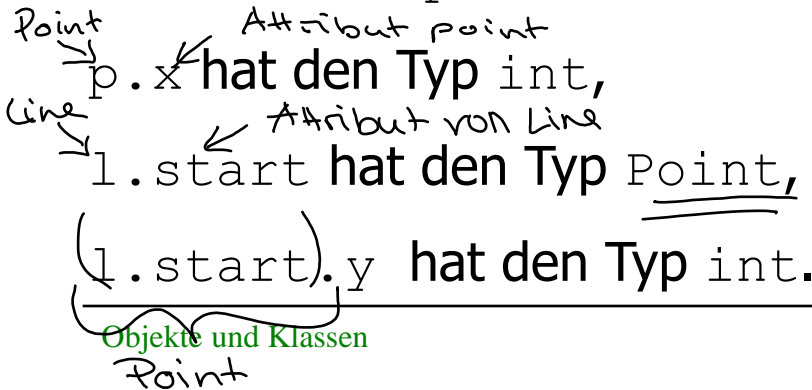 Point Attribut point
p.x hat den Typ int,
Line Attribut von Line
l.start hat den Typ Point,
(l.start).y hat den Typ int.
Objekte und Klassen
Point